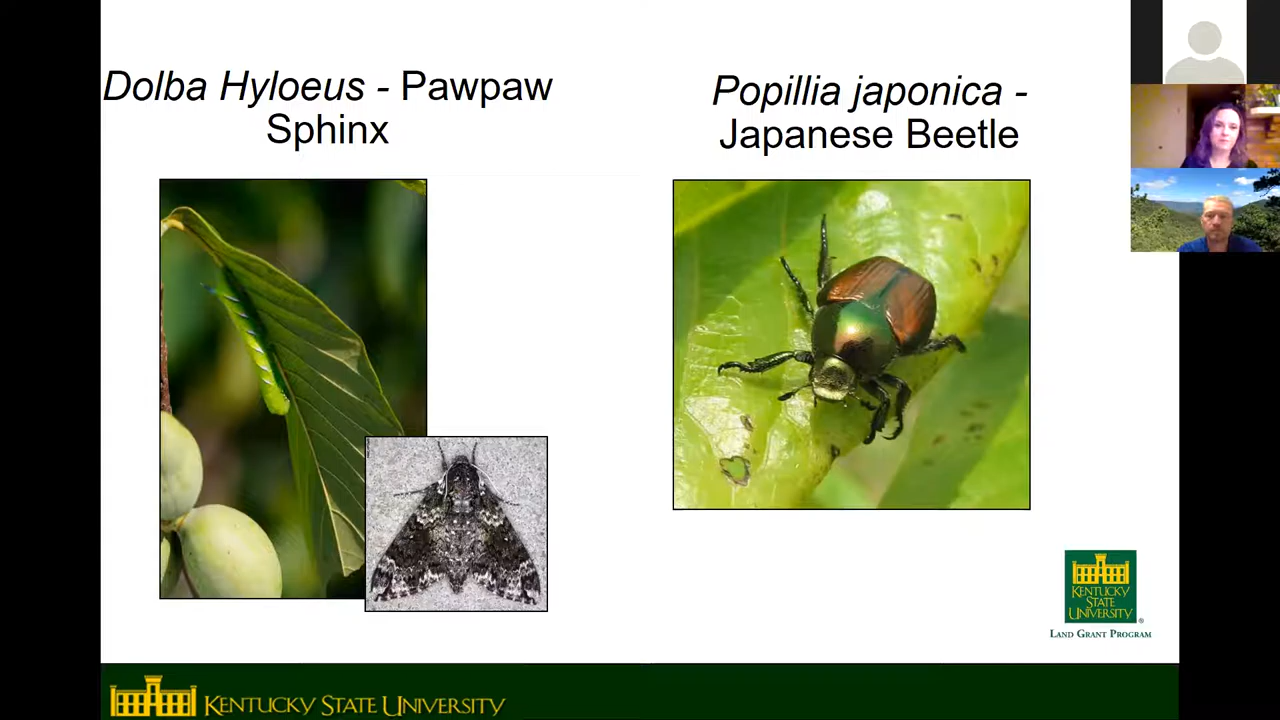 Dolba Hyloeus - Pawpaw
Sphinx
Popillia japonica -
Japanese Beetle
KENTUCKY
STATE
UNIVERSITY
®
LAND GRANT PROGRAM
KENTUCKY STATE UNIVERSITY